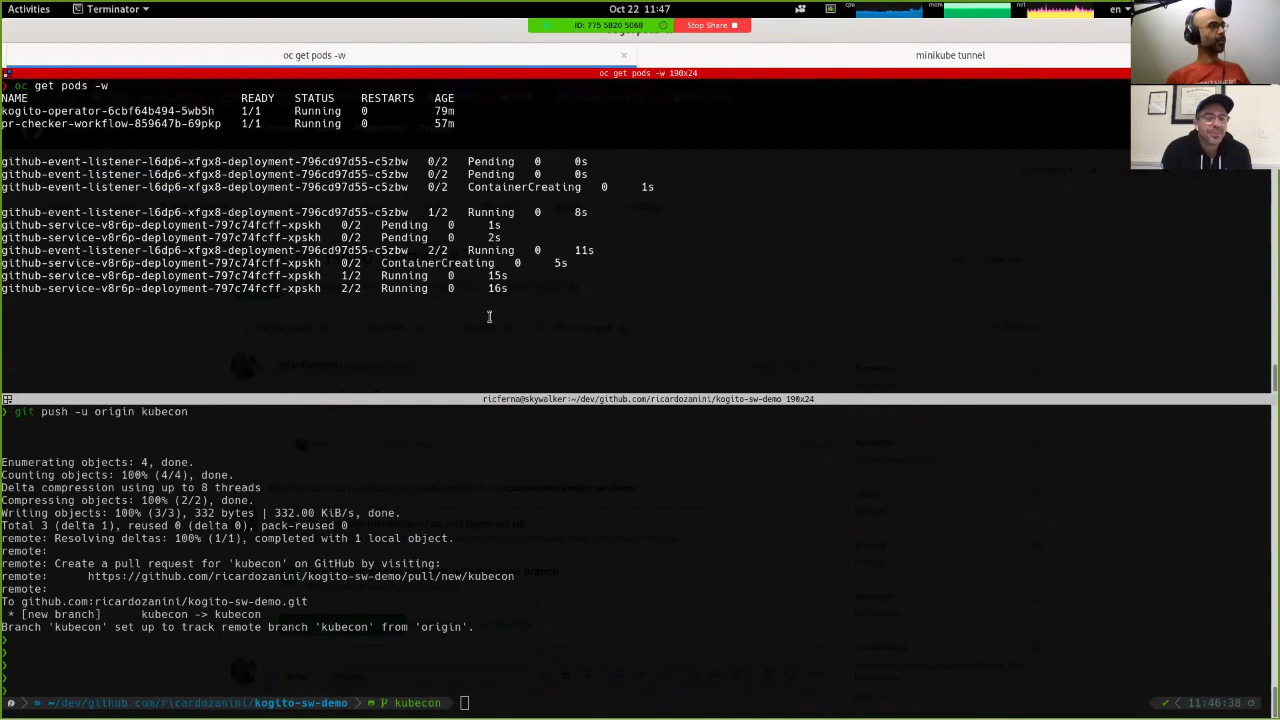 Activities Terminator Oct 22 11:47 cpu mem net en
ID: 775 5820 5068 Stop Share
oc get pods -w × minikube tunnel
oc get pods -w 190x24
❯ oc get pods -w
NAME READY STATUS RESTARTS AGE
kogito-operator-6cbf64b494-5wb5h 1/1 Running 0 79m
pr-checker-workflow-859647b-69pkp 1/1 Running 0 57m
github-event-listener-l6dp6-xfgx8-deployment-796cd97d55-c5zbw 0/2 Pending 0 0s
github-event-listener-l6dp6-xfgx8-deployment-796cd97d55-c5zbw 0/2 Pending 0 0s
github-event-listener-l6dp6-xfgx8-deployment-796cd97d55-c5zbw 0/2 ContainerCreating 0 1s
github-event-listener-l6dp6-xfgx8-deployment-796cd97d55-c5zbw 1/2 Running 0 8s
github-service-v8r6p-deployment-797c74fcff-xpskh 0/2 Pending 0 1s
github-service-v8r6p-deployment-797c74fcff-xpskh 0/2 Pending 0 2s
github-event-listener-l6dp6-xfgx8-deployment-796cd97d55-c5zbw 2/2 Running 0 11s
github-service-v8r6p-deployment-797c74fcff-xpskh 0/2 ContainerCreating 0 5s
github-service-v8r6p-deployment-797c74fcff-xpskh 1/2 Running 0 15s
github-service-v8r6p-deployment-797c74fcff-xpskh 2/2 Running 0 16s
ricferna@skywalker:~/dev/github.com/ricardozanini/kogito-sw-demo 190x24
❯ git push -u origin kubecon
Enumerating objects: 4, done.
Counting objects: 100% (4/4), done.
Delta compression using up to 8 threads
Compressing objects: 100% (2/2), done.
Writing objects: 100% (3/3), 332 bytes | 332.00 KiB/s, done.
Total 3 (delta 1), reused 0 (delta 0), pack-reused 0
remote: Resolving deltas: 100% (1/1), completed with 1 local object.
remote:
remote: Create a pull request for 'kubecon' on GitHub by visiting:
remote: https://github.com/ricardozanini/kogito-sw-demo/pull/new/kubecon
remote:
To github.com:ricardozanini/kogito-sw-demo.git
* [new branch] kubecon -> kubecon
Branch 'kubecon' set up to track remote branch 'kubecon' from 'origin'.
❯
❯
❯
❯
❯
~/dev/github.com/ricardozanini/kogito-sw-demo kubecon ✔ 11:46:38